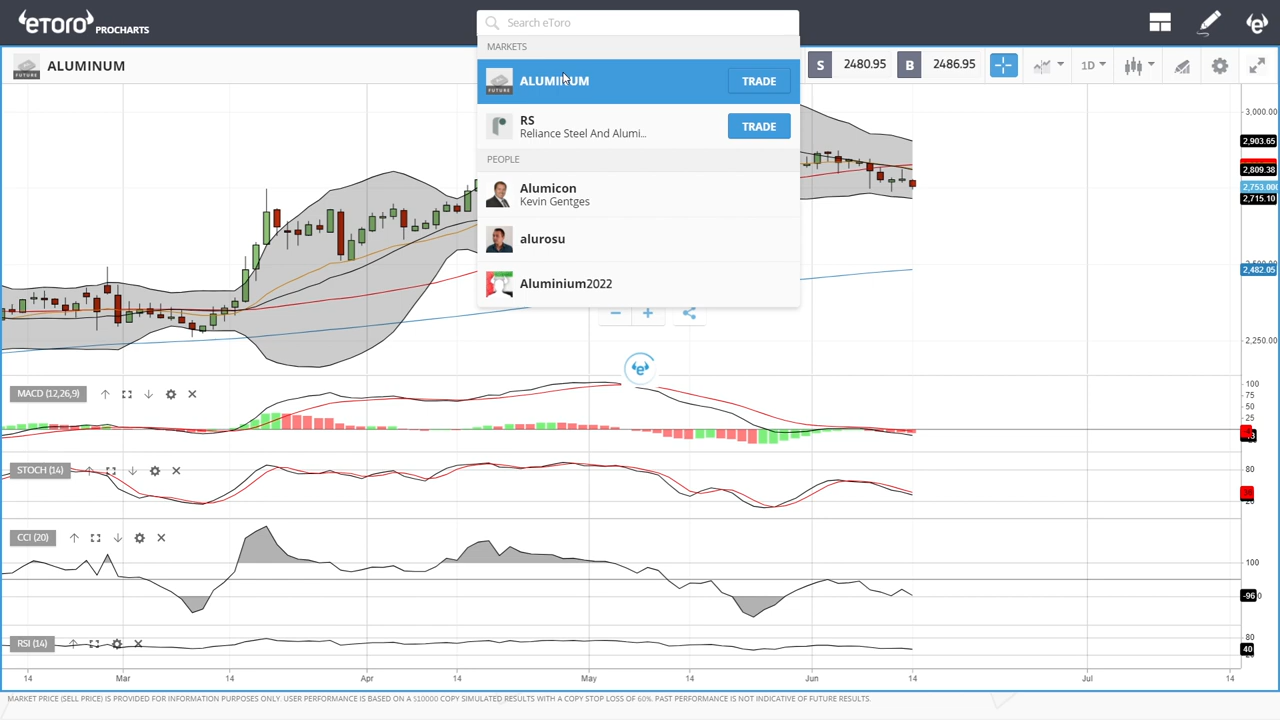 eToro PROCHARTS
Search eToro
MARKETS
FUTURE
ALUMINUM
S
2480.95
B
2486.95
1D
FUTURE
ALUMINUM
TRADE
RS
Reliance Steel And Alumi...
TRADE
PEOPLE
Alumicon
Kevin Gentges
alurosu
Aluminium2022
3,000.00
2,903.65
2,809.38
2,753.000
2,715.10
2,482.05
2,250.00
MACD (12,26,9)
100
75
50
25
STOCH (14)
80
CCI (20)
100
-96
RSI (14)
80
40
14
Mar
14
Apr
14
May
14
Jun
14
Jul
14
MARKET PRICE (SELL PRICE) IS PROVIDED FOR INFORMATION PURPOSES ONLY. USER PERFORMANCE IS BASED ON A $10000 COPY SIMULATED RESULTS WITH A COPY STOP LOSS OF 60%. PAST PERFORMANCE IS NOT INDICATIVE OF FUTURE RESULTS.